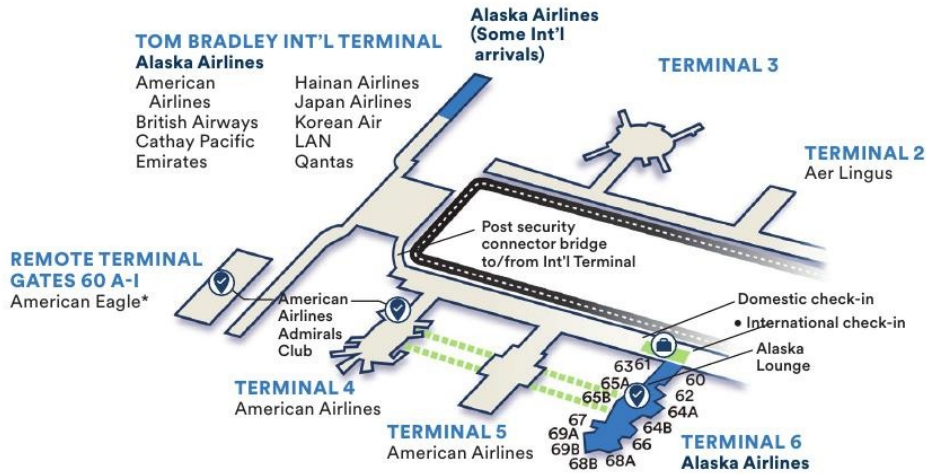 Alaska Airlines
(Some Int'l
arrivals)
TOM BRADLEY INT'L TERMINAL
Alaska Airlines
American
Airlines
British Airways
Cathay Pacific
Emirates
Hainan Airlines
Japan Airlines
Korean Air
LAN
Qantas
TERMINAL 3
TERMINAL 2
Aer Lingus
Post security
connector bridge
to/from Int'l Terminal
REMOTE TERMINAL
GATES 60 A-I
American Eagle*
American
Airlines
Admirals
Club
Domestic check-in
• International check-in
Alaska
Lounge
TERMINAL 4
American Airlines
TERMINAL 5
American Airlines
63
61
65A
65B
60
62
64A
64B
66
67
69A
69B
68B
68A
TERMINAL 6
Alaska Airlines